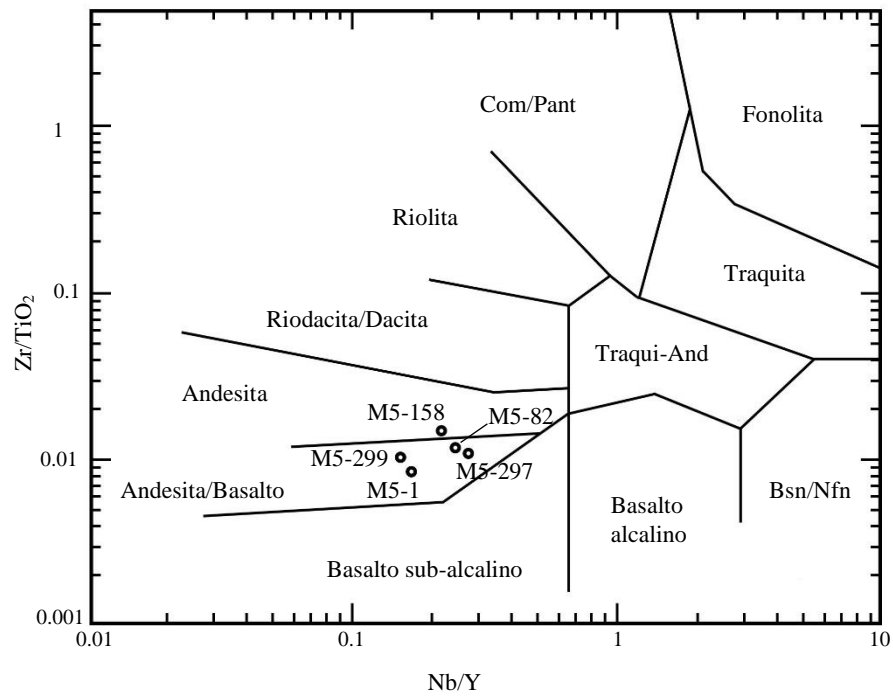 Com/Pant
Fonolita
1
Riolita
Traquita
0.1
Riodacita/Dacita
Traqui-And
Zr/TiO₂
Andesita
M5-158
M5-82
0.01
M5-299
M5-297
Andesita/Basalto
M5-1
Basalto
alcalino
Bsn/Nfn
Basalto sub-alcalino
0.001
0.01
0.1
1
10
Nb/Y